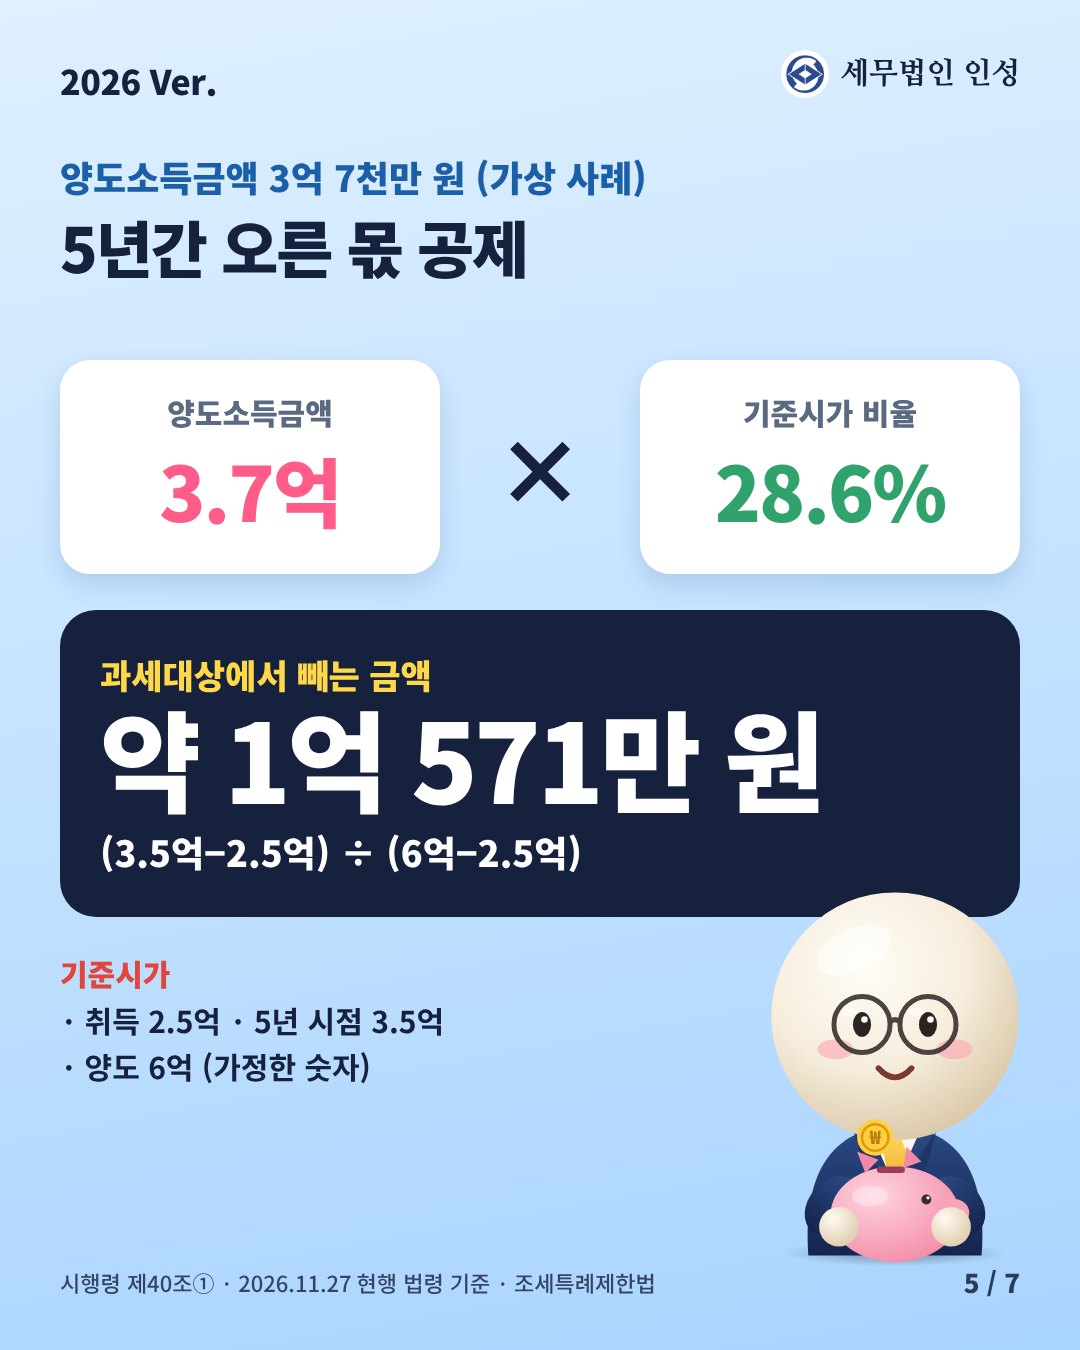 2026 Ver.
세무법인 인성
양도소득금액 3억 7천만 원 (가상 사례)
5년간 오른 몫 공제
양도소득금액
3.7억
×
기준시가 비율
28.6%
과세대상에서 빼는 금액
약 1억 571만 원
(3.5억−2.5억) ÷ (6억−2.5억)
기준시가
· 취득 2.5억 · 5년 시점 3.5억
· 양도 6억 (가정한 숫자)
₩
시행령 제40조① · 2026.11.27 현행 법령 기준 · 조세특례제한법
5 / 7